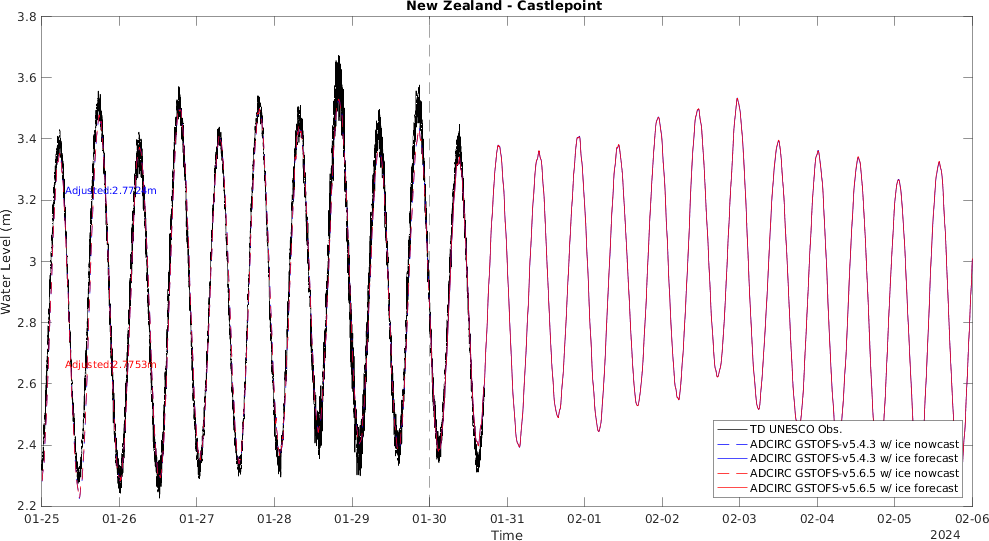 New Zealand - Castlepoint
3.8
3.6
3.4
3.2
3
2.8
2.6
2.4
2.2
Water Level (m)
Adjusted:2.7728m
Adjusted:2.7753m
TD UNESCO Obs.
ADCIRC GSTOFS-v5.4.3 w/ ice nowcast
ADCIRC GSTOFS-v5.4.3 w/ ice forecast
ADCIRC GSTOFS-v5.6.5 w/ ice nowcast
ADCIRC GSTOFS-v5.6.5 w/ ice forecast
01-25 01-26 01-27 01-28 01-29 01-30 01-31 02-01 02-02 02-03 02-04 02-05 02-06
Time
2024